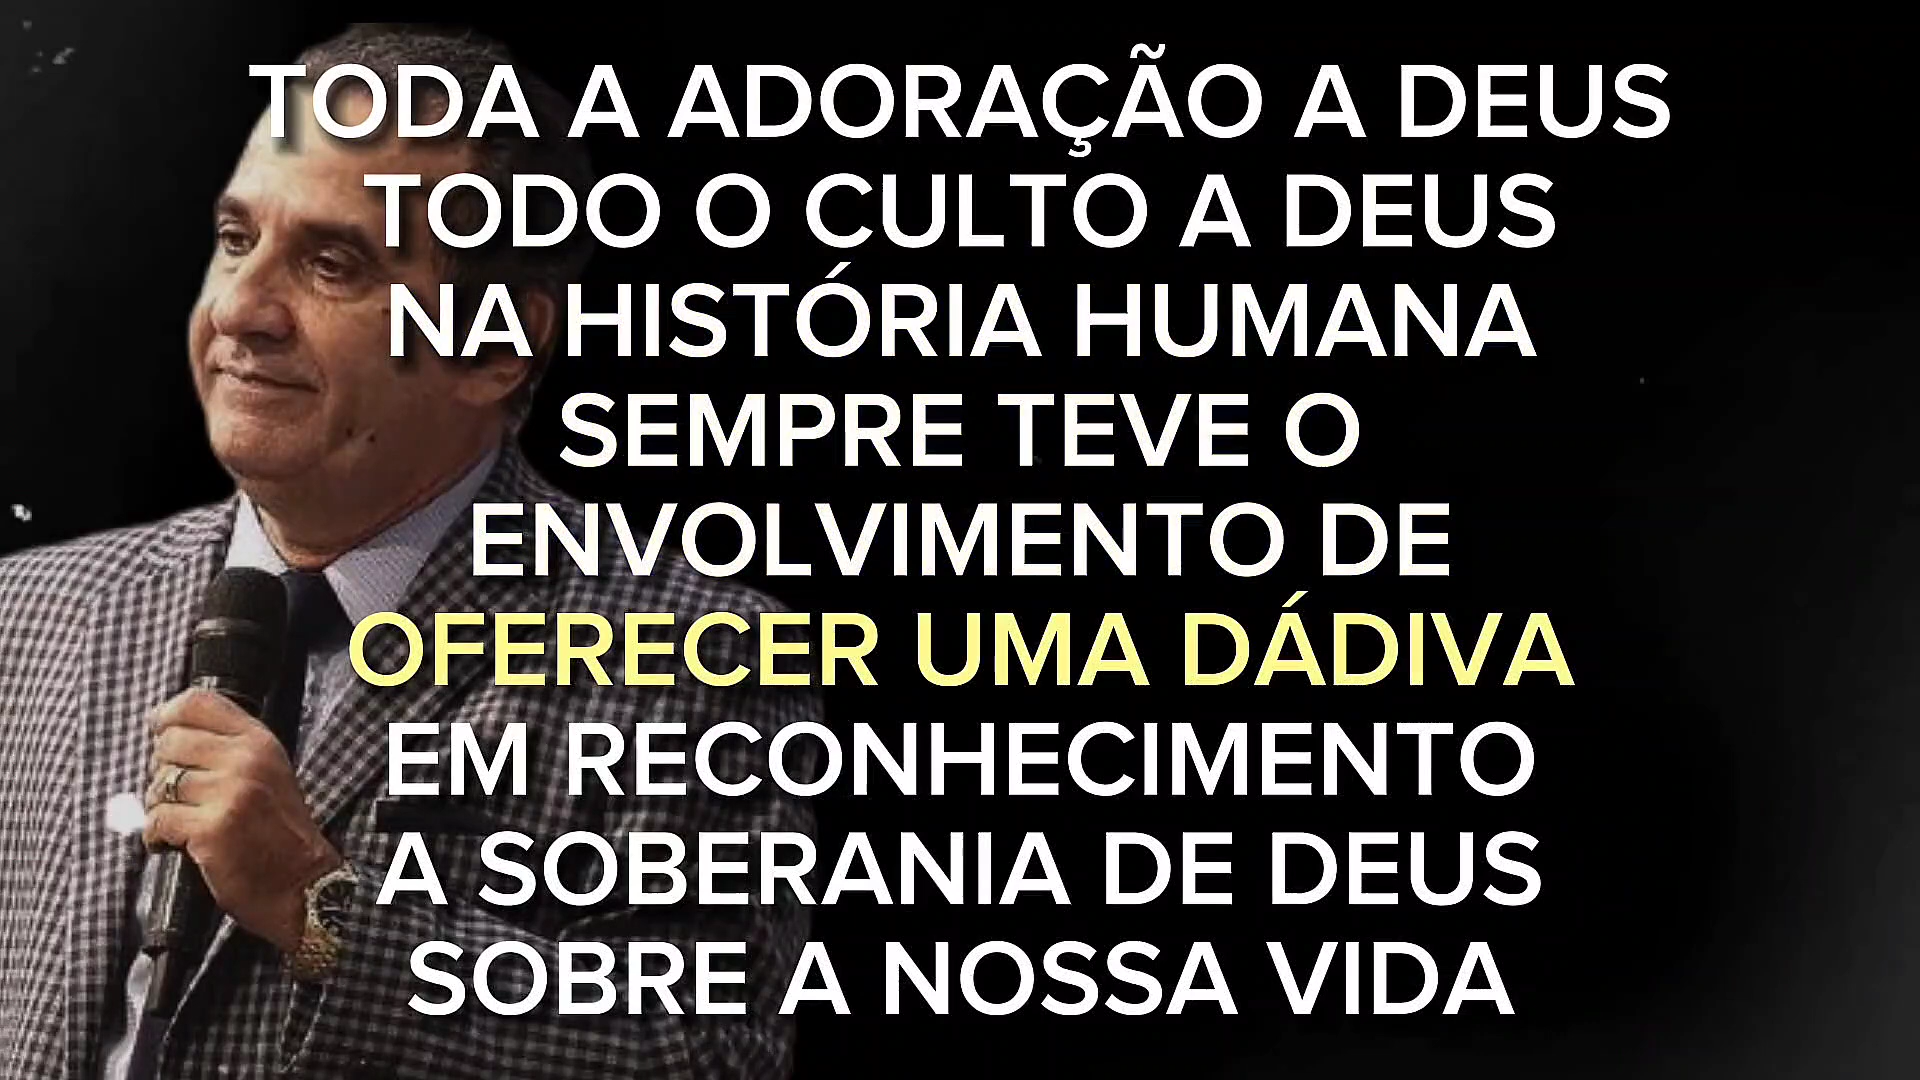 TODA A ADORAÇÃO A DEUS
TODO O CULTO A DEUS
NA HISTÓRIA HUMANA
SEMPRE TEVE O
ENVOLVIMENTO DE
OFERECER UMA DÁDIVA
EM RECONHECIMENTO
A SOBERANIA DE DEUS
SOBRE A NOSSA VIDA